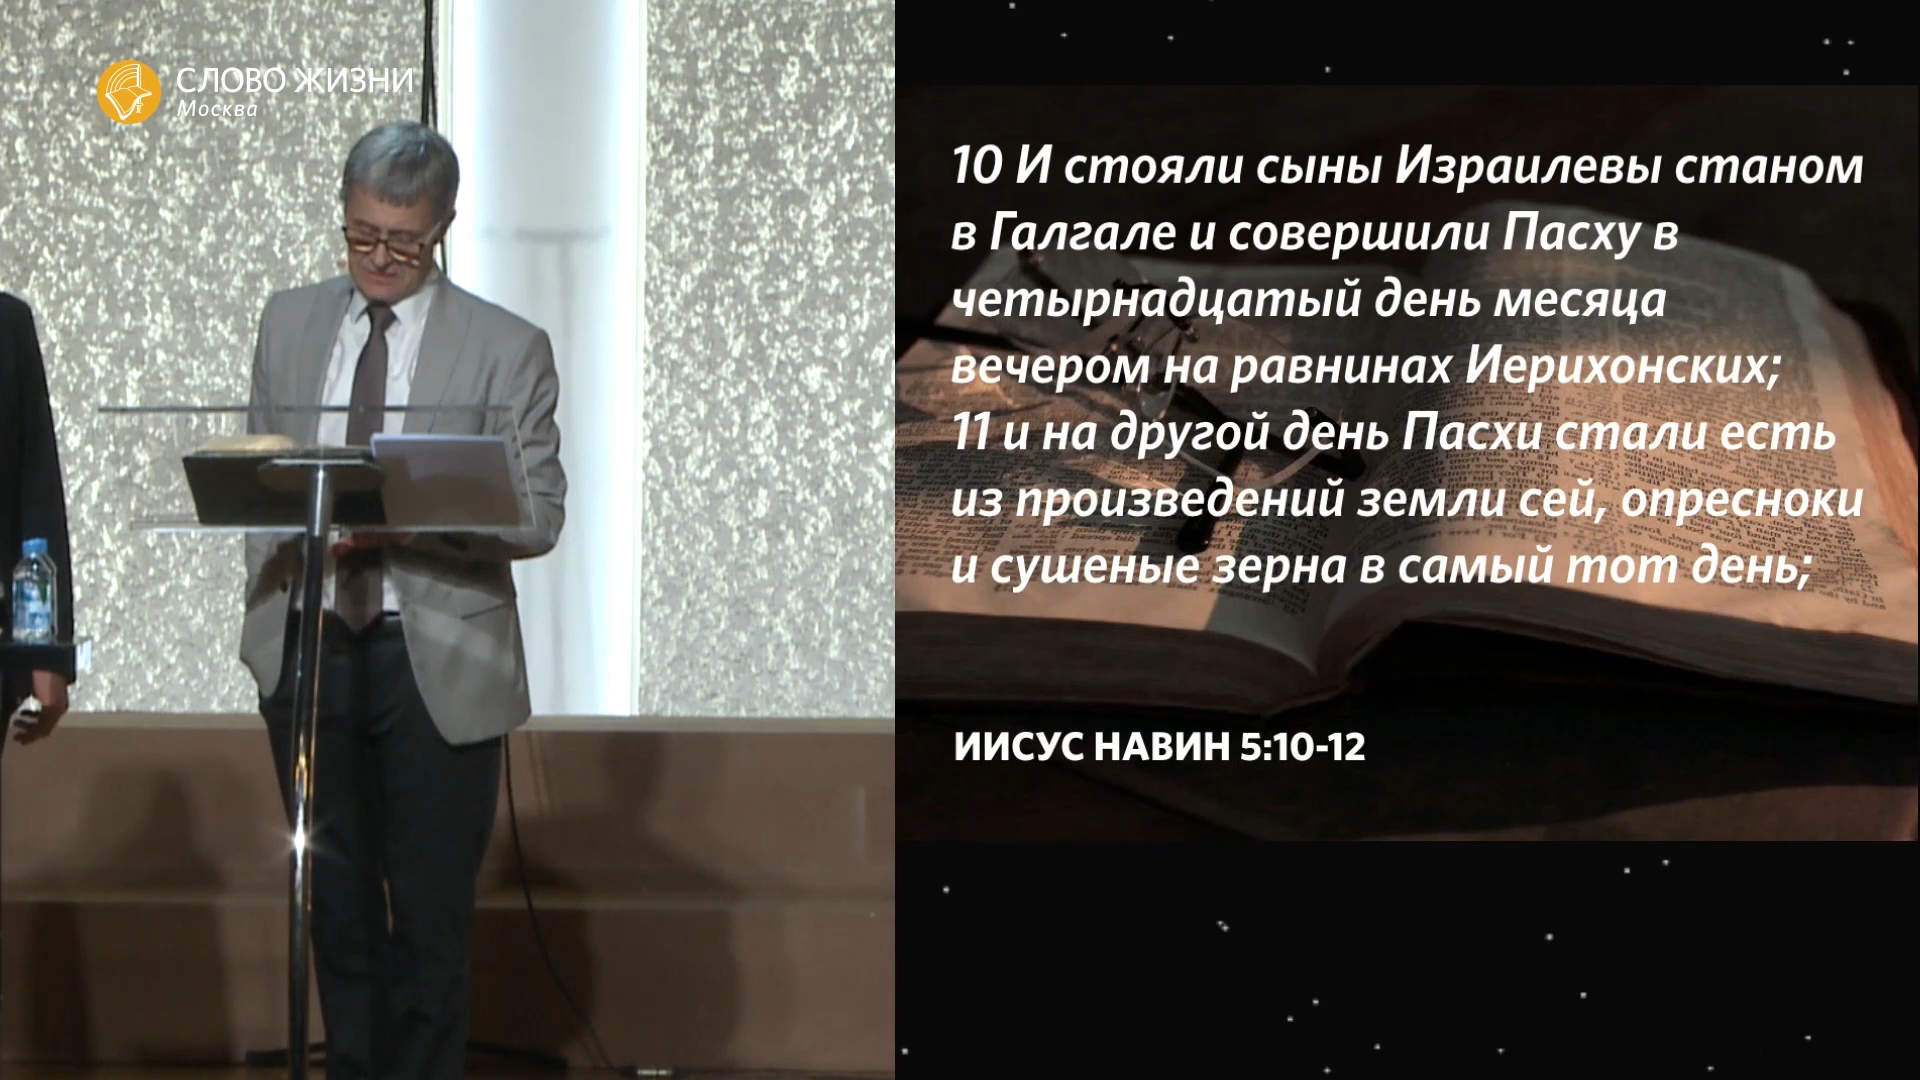 СЛОВО ЖИЗНИ
Москва
10 И стояли сыны Израилевы станом
в Галгале и совершили Пасху в
четырнадцатый день месяца
вечером на равнинах Иерихонских;
11 и на другой день Пасхи стали есть
из произведений земли сей, опресноки
и сушеные зерна в самый тот день;
ИИСУС НАВИН 5:10-12